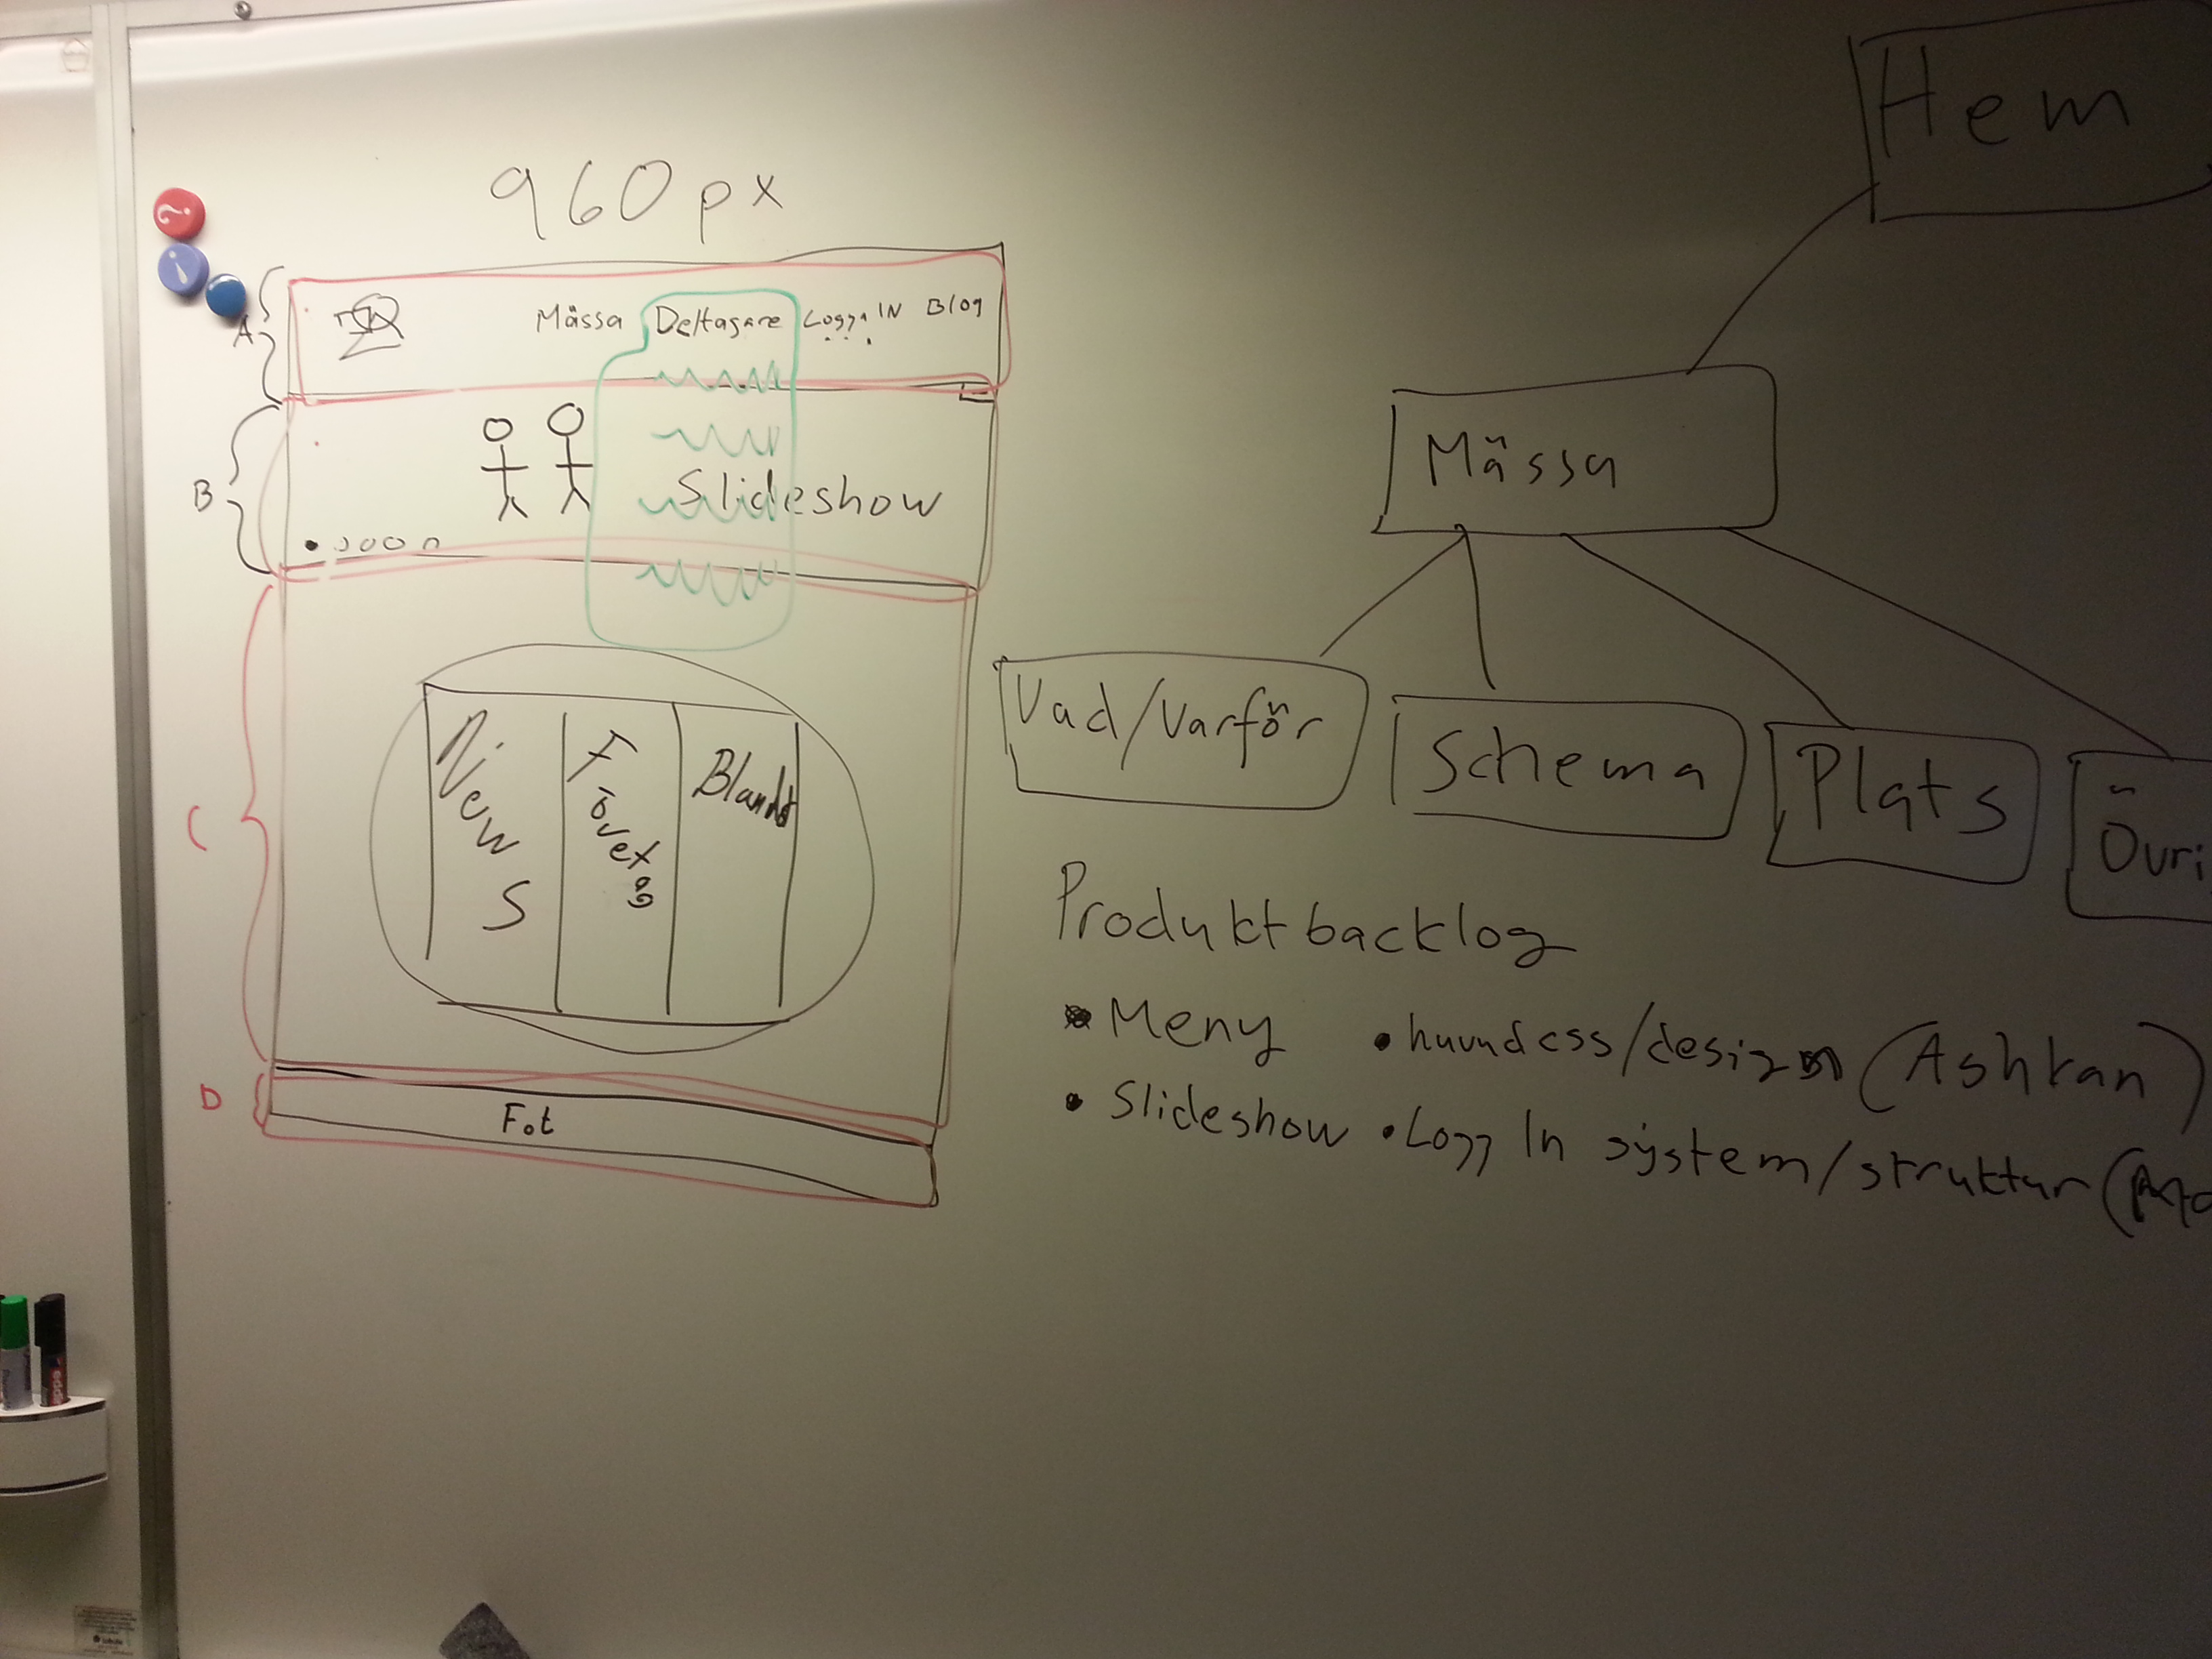 960px
A
Mässa Deltagare Logga IN Blog
B
Slideshow
C
News
Företag
Blandat
D
Fot
Hem
Mässa
Vad/Varför
Schema
Plats
Övri
Produktbacklog
• Meny • huvudcss/design (Ashkan)
• Slideshow • Logg In system/struktur (